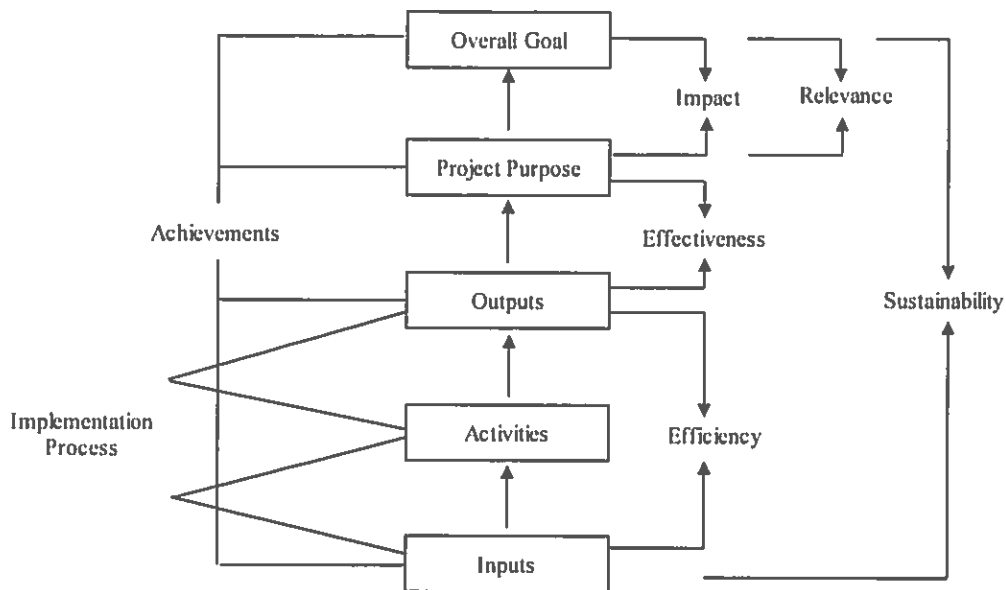 Overall Goal
Impact
Relevance
Project Purpose
Achievements
Effectiveness
Outputs
Sustainability
Implementation
Process
Activities
Efficiency
Inputs